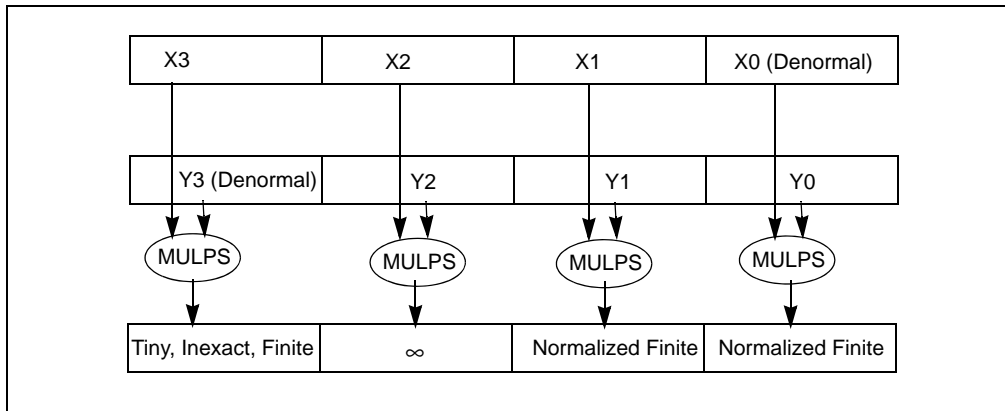 X3 X2 X1 X0 (Denormal)
Y3 (Denormal) Y2 Y1 Y0
MULPS MULPS MULPS MULPS
Tiny, Inexact, Finite ∞ Normalized Finite Normalized Finite